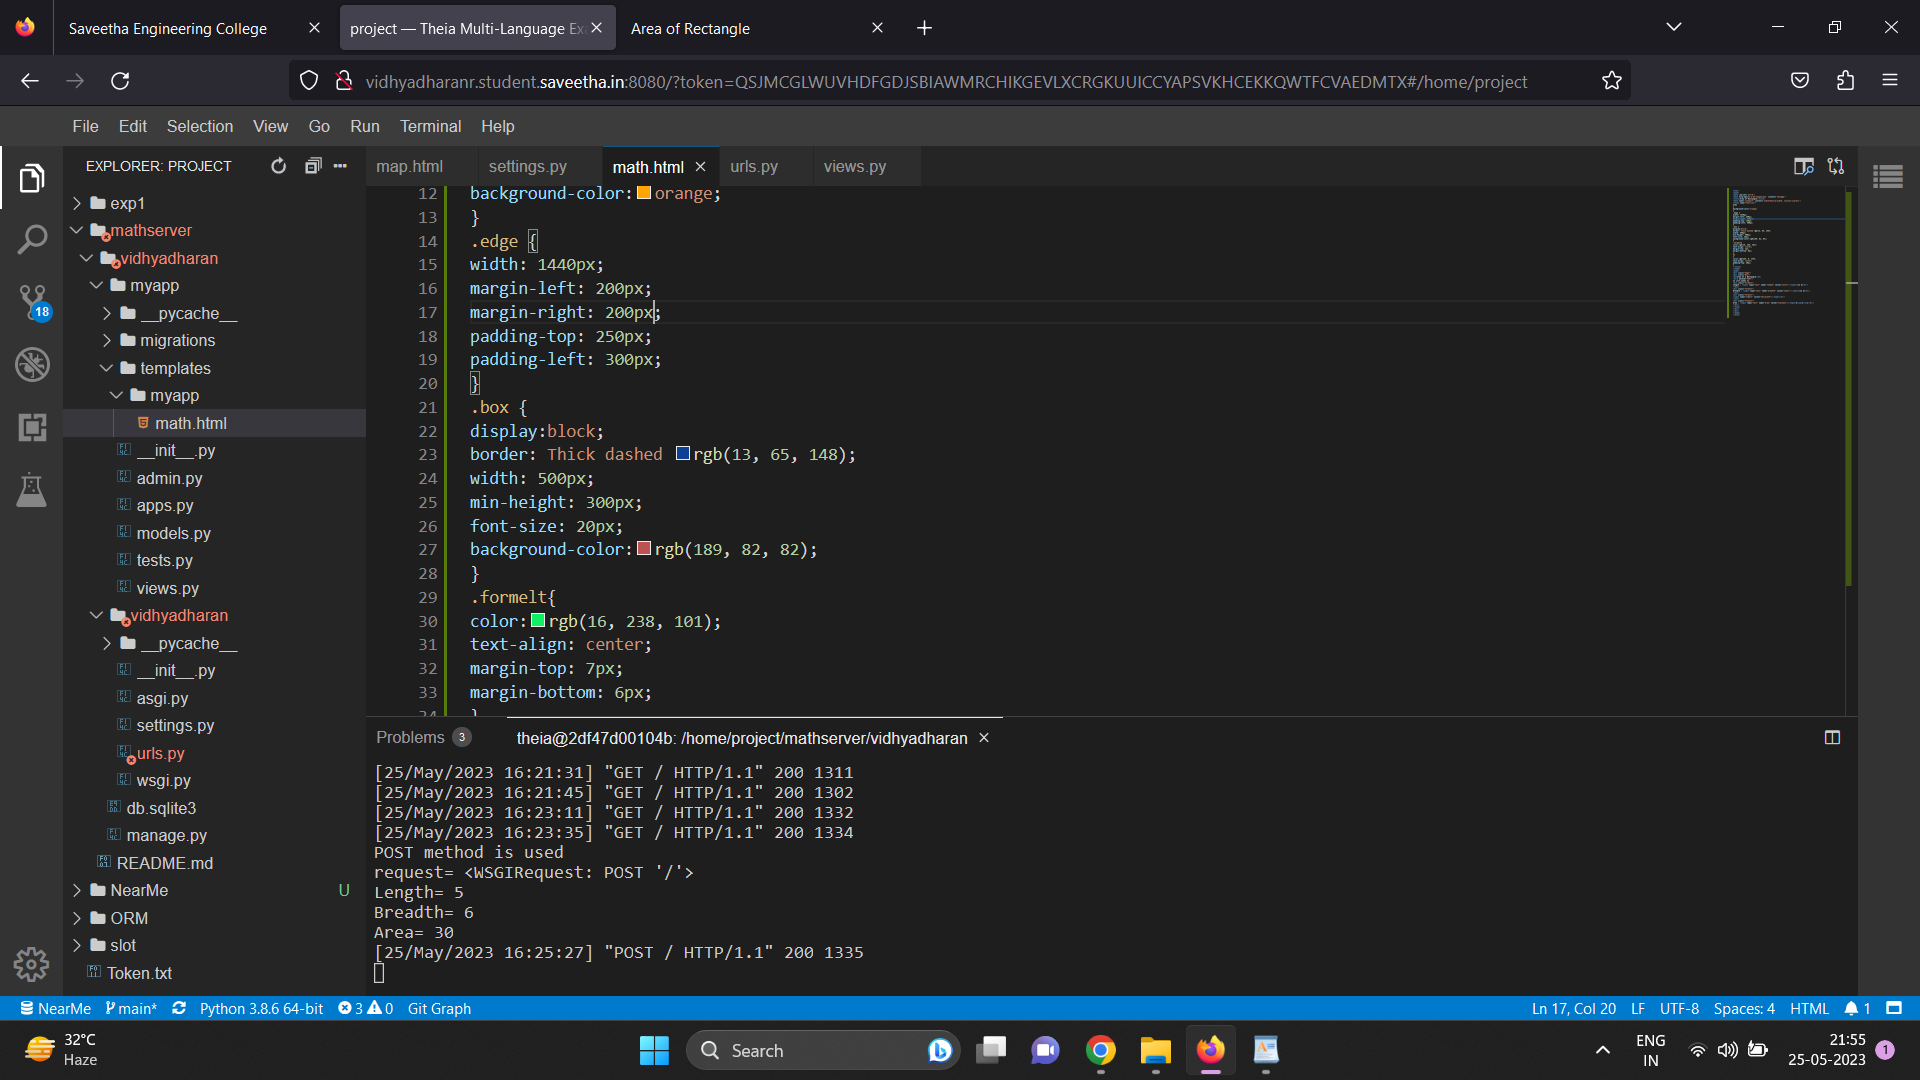 Saveetha Engineering College
project — Theia Multi-Language Ex
Area of Rectangle
vidhyadharanr.student.saveetha.in:8080/?token=QSJMCGLWUVHDFGDJSBIAWMRCHIKGEVLXCRGKUUICCYAPSVKHCEKKQWTFCVAEDMTX#/home/project
File Edit Selection View Go Run Terminal Help
EXPLORER: PROJECT
exp1
mathserver
vidhyadharan
myapp
__pycache__
migrations
templates
myapp
math.html
__init__.py
admin.py
apps.py
models.py
tests.py
views.py
vidhyadharan
__pycache__
__init__.py
asgi.py
settings.py
urls.py
wsgi.py
db.sqlite3
manage.py
README.md
NearMe U
ORM
slot
Token.txt
18
map.html settings.py math.html urls.py views.py
12 background-color: orange;
13 }
14 .edge {
15 width: 1440px;
16 margin-left: 200px;
17 margin-right: 200px;
18 padding-top: 250px;
19 padding-left: 300px;
20 }
21 .box {
22 display:block;
23 border: Thick dashed rgb(13, 65, 148);
24 width: 500px;
25 min-height: 300px;
26 font-size: 20px;
27 background-color: rgb(189, 82, 82);
28 }
29 .formelt{
30 color: rgb(16, 238, 101);
31 text-align: center;
32 margin-top: 7px;
33 margin-bottom: 6px;
34 }
Problems 3 theia@2df47d00104b: /home/project/mathserver/vidhyadharan
[25/May/2023 16:21:31] "GET / HTTP/1.1" 200 1311
[25/May/2023 16:21:45] "GET / HTTP/1.1" 200 1302
[25/May/2023 16:23:11] "GET / HTTP/1.1" 200 1332
[25/May/2023 16:23:35] "GET / HTTP/1.1" 200 1334
POST method is used
request= <WSGIRequest: POST '/'>
Length= 5
Breadth= 6
Area= 30
[25/May/2023 16:25:27] "POST / HTTP/1.1" 200 1335
NearMe main* Python 3.8.6 64-bit 3 0 Git Graph Ln 17, Col 20 LF UTF-8 Spaces: 4 HTML 1
32°C
Haze
Search
ENG
IN
21:55
25-05-2023
1